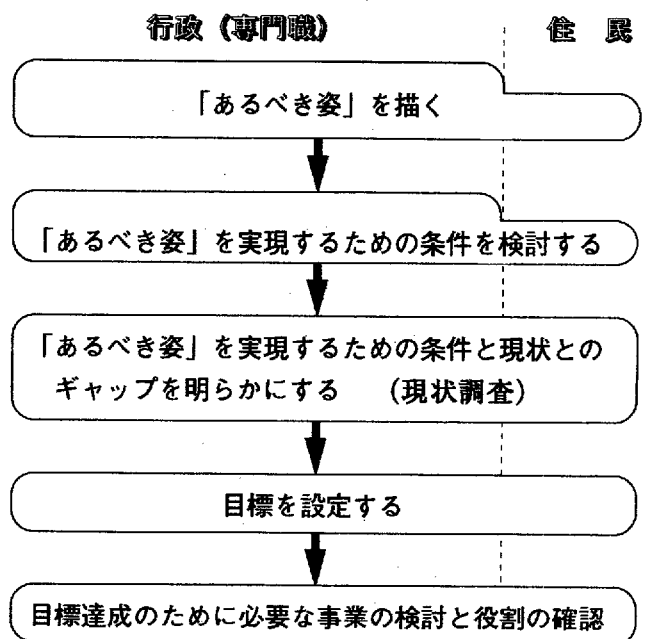 行政（専門職）
住 民
「あるべき姿」を描く
「あるべき姿」を実現するための条件を検討する
「あるべき姿」を実現するための条件と現状との
ギャップを明らかにする （現状調査）
目標を設定する
目標達成のために必要な事業の検討と役割の確認